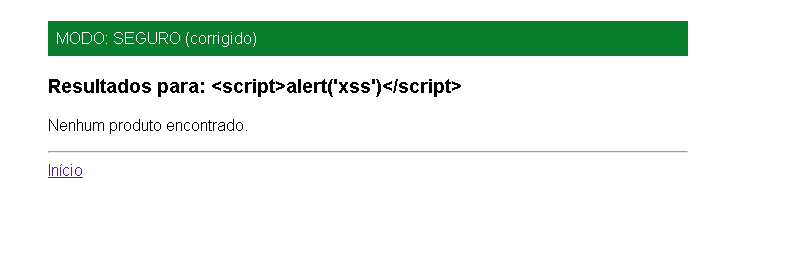 MODO: SEGURO (corrigido)
Resultados para: <script>alert('xss')</script>
Nenhum produto encontrado.
Início